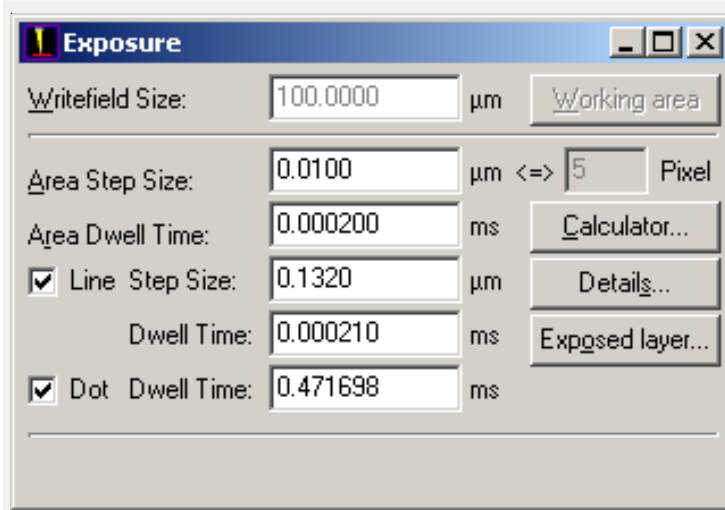 Exposure
Writefield Size: 100.0000 µm Working area
Area Step Size: 0.0100 µm <=> 5 Pixel
Area Dwell Time: 0.000200 ms Calculator...
Line Step Size: 0.1320 µm Details...
Dwell Time: 0.000210 ms Exposed layer...
Dot Dwell Time: 0.471698 ms